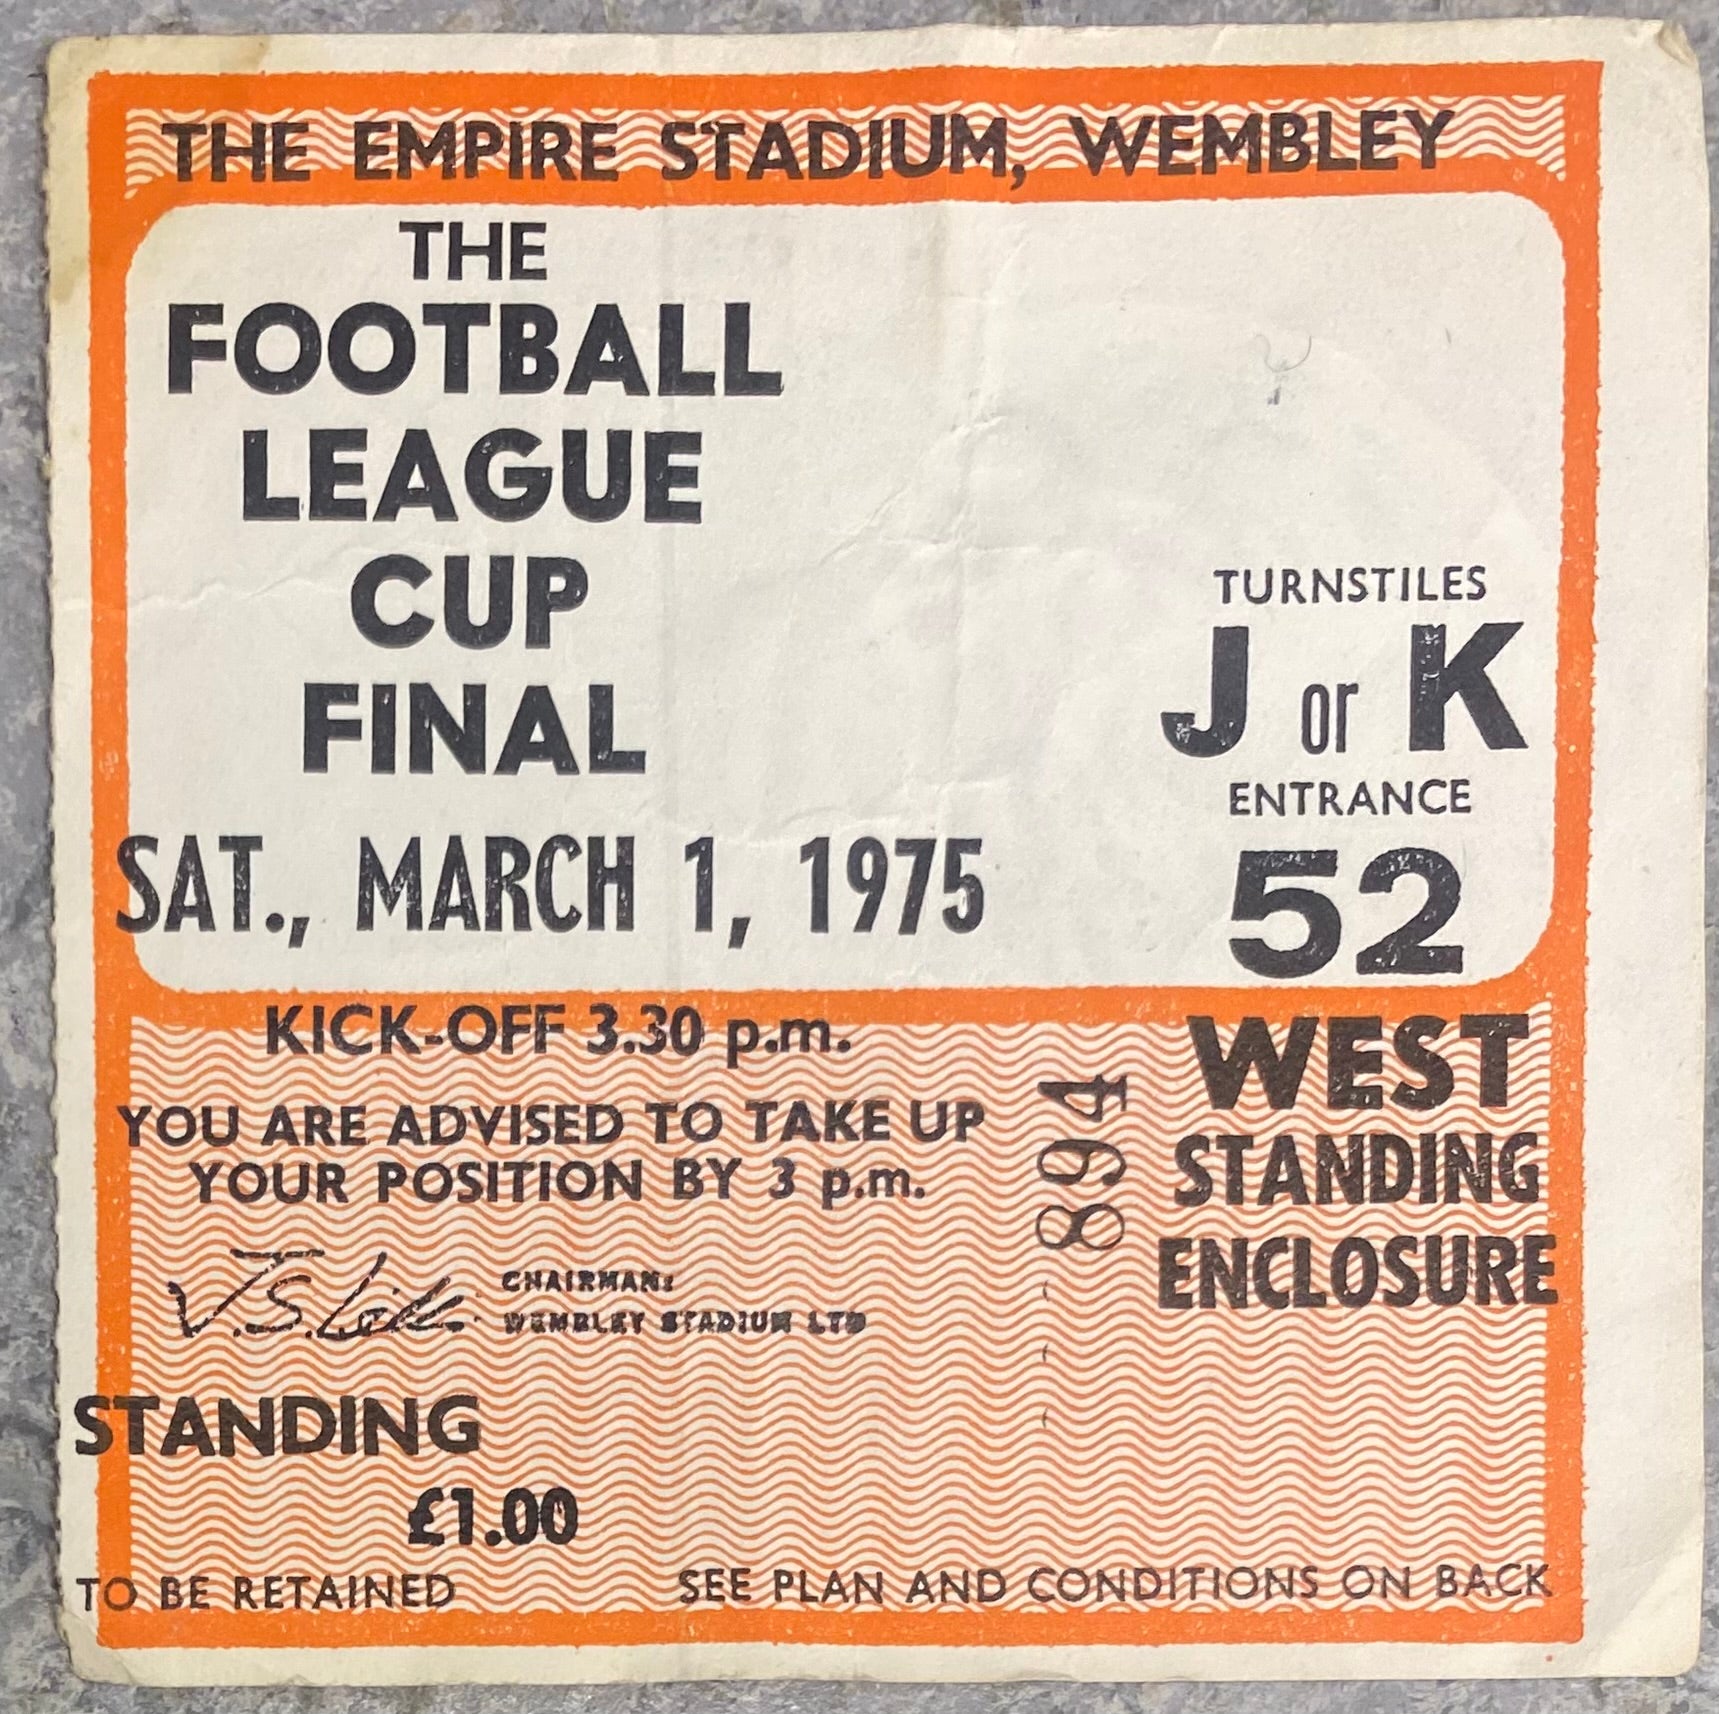 THE EMPIRE STADIUM, WEMBLEY
THE
FOOTBALL
LEAGUE
CUP
FINAL
SAT., MARCH 1, 1975
TURNSTILES
J or K
ENTRANCE
52
KICK-OFF 3.30 p.m.
YOU ARE ADVISED TO TAKE UP
YOUR POSITION BY 3 p.m.
CHAIRMAN:
WEMBLEY STADIUM LTD
STANDING
£1.00
TO BE RETAINED
894
WEST
STANDING
ENCLOSURE
SEE PLAN AND CONDITIONS ON BACK